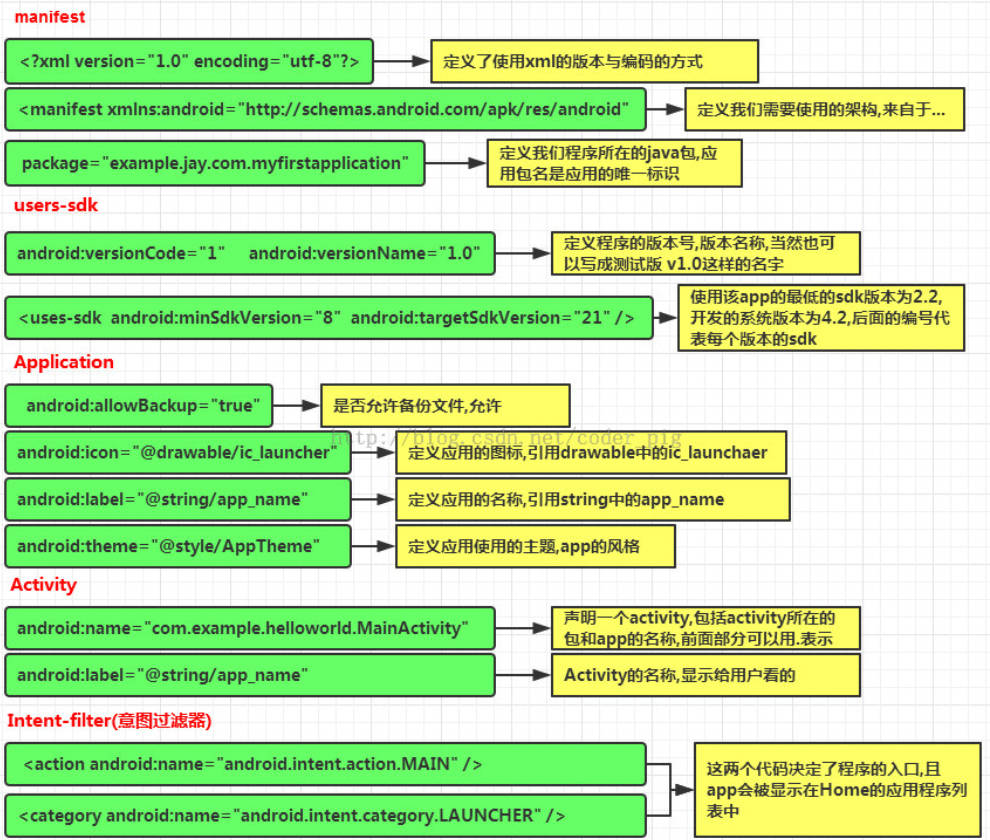 manifest
<?xml version="1.0" encoding="utf-8"?>
定义了使用xml的版本与编码的方式
<manifest xmlns:android="http://schemas.android.com/apk/res/android"
定义我们需要使用的架构,来自于...
package="example.jay.com.myfirstapplication"
定义我们程序所在的java包,应
用包名是应用的唯一标识
users-sdk
android:versionCode="1" android:versionName="1.0"
定义程序的版本号,版本名称,当然也可
以写成测试版 v1.0这样的名字
<uses-sdk android:minSdkVersion="8" android:targetSdkVersion="21" />
使用该app的最低的sdk版本为2.2,
开发的系统版本为4.2,后面的编号代
表每个版本的sdk
Application
android:allowBackup="true"
是否允许备份文件,允许
http://blog.csdn.net/coder_pig
android:icon="@drawable/ic_launcher"
定义应用的图标,引用drawable中的ic_launchaer
android:label="@string/app_name"
定义应用的名称,引用string中的app_name
android:theme="@style/AppTheme"
定义应用使用的主题,app的风格
Activity
android:name="com.example.helloworld.MainActivity"
声明一个activity,包括activity所在的
包和app的名称,前面部分可以用.表示
android:label="@string/app_name"
Activity的名称,显示给用户看的
Intent-filter(意图过滤器)
<action android:name="android.intent.action.MAIN" />
<category android:name="android.intent.category.LAUNCHER" />
这两个代码决定了程序的入口,且
app会被显示在Home的应用程序列
表中